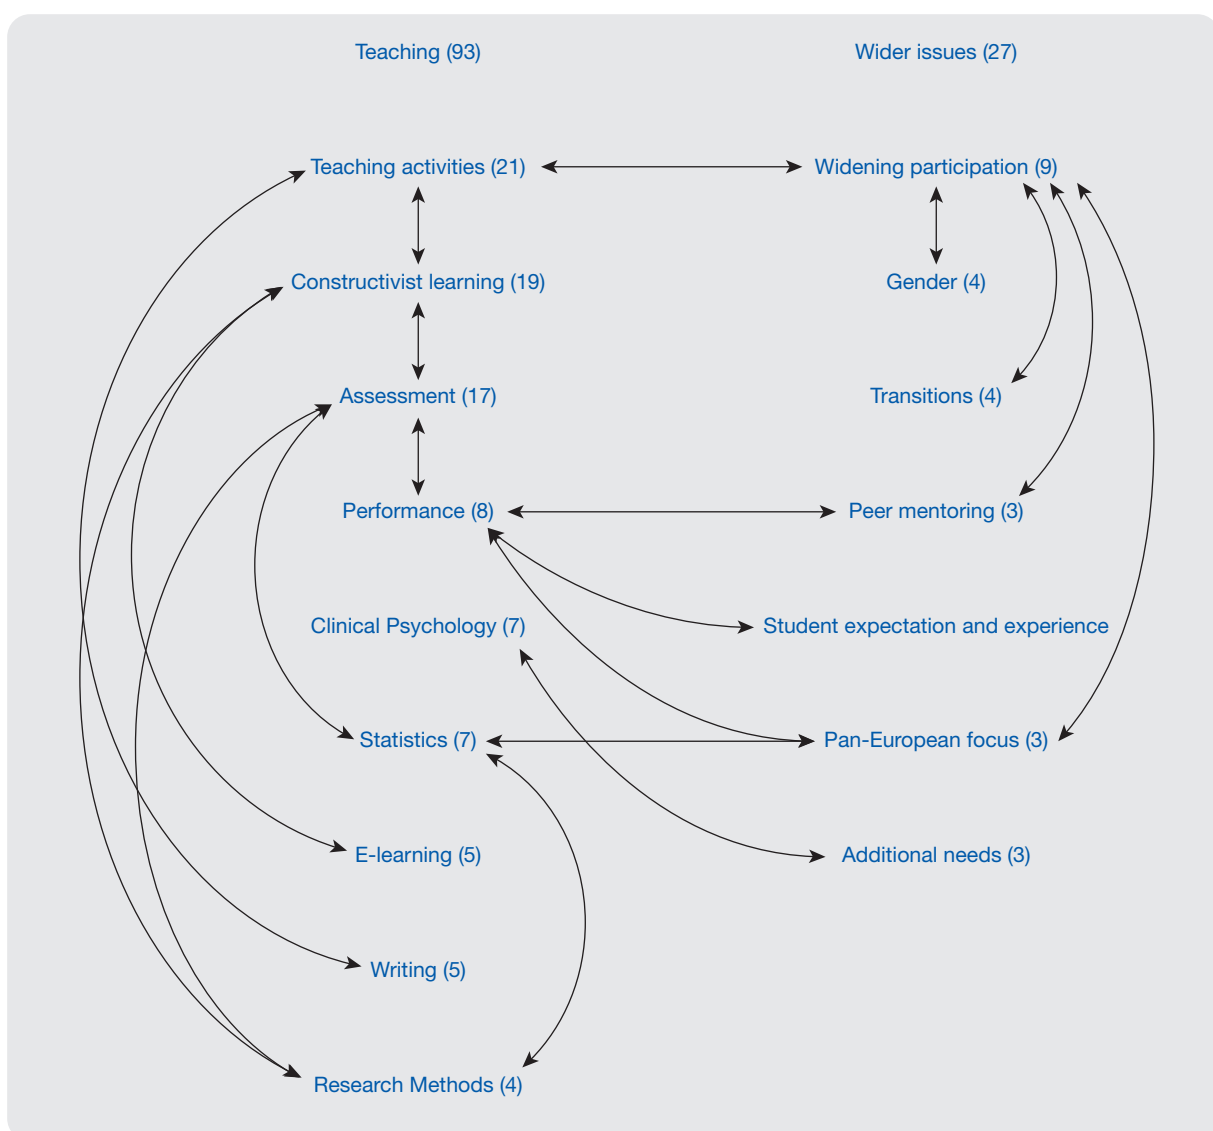 Teaching (93)
Wider issues (27)
Teaching activities (21)
Widening participation (9)
Constructivist learning (19)
Gender (4)
Assessment (17)
Transitions (4)
Performance (8)
Peer mentoring (3)
Clinical Psychology (7)
Student expectation and experience
Statistics (7)
Pan-European focus (3)
E-learning (5)
Additional needs (3)
Writing (5)
Research Methods (4)